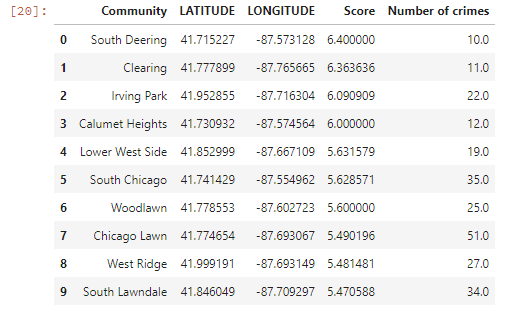 [20]: Community LATITUDE LONGITUDE Score Number of crimes
0 South Deering 41.715227 -87.573128 6.400000 10.0
1 Clearing 41.777899 -87.765665 6.363636 11.0
2 Irving Park 41.952855 -87.716304 6.090909 22.0
3 Calumet Heights 41.730932 -87.574564 6.000000 12.0
4 Lower West Side 41.852999 -87.667109 5.631579 19.0
5 South Chicago 41.741429 -87.554962 5.628571 35.0
6 Woodlawn 41.778553 -87.602723 5.600000 25.0
7 Chicago Lawn 41.774654 -87.693067 5.490196 51.0
8 West Ridge 41.999191 -87.693149 5.481481 27.0
9 South Lawndale 41.846049 -87.709297 5.470588 34.0